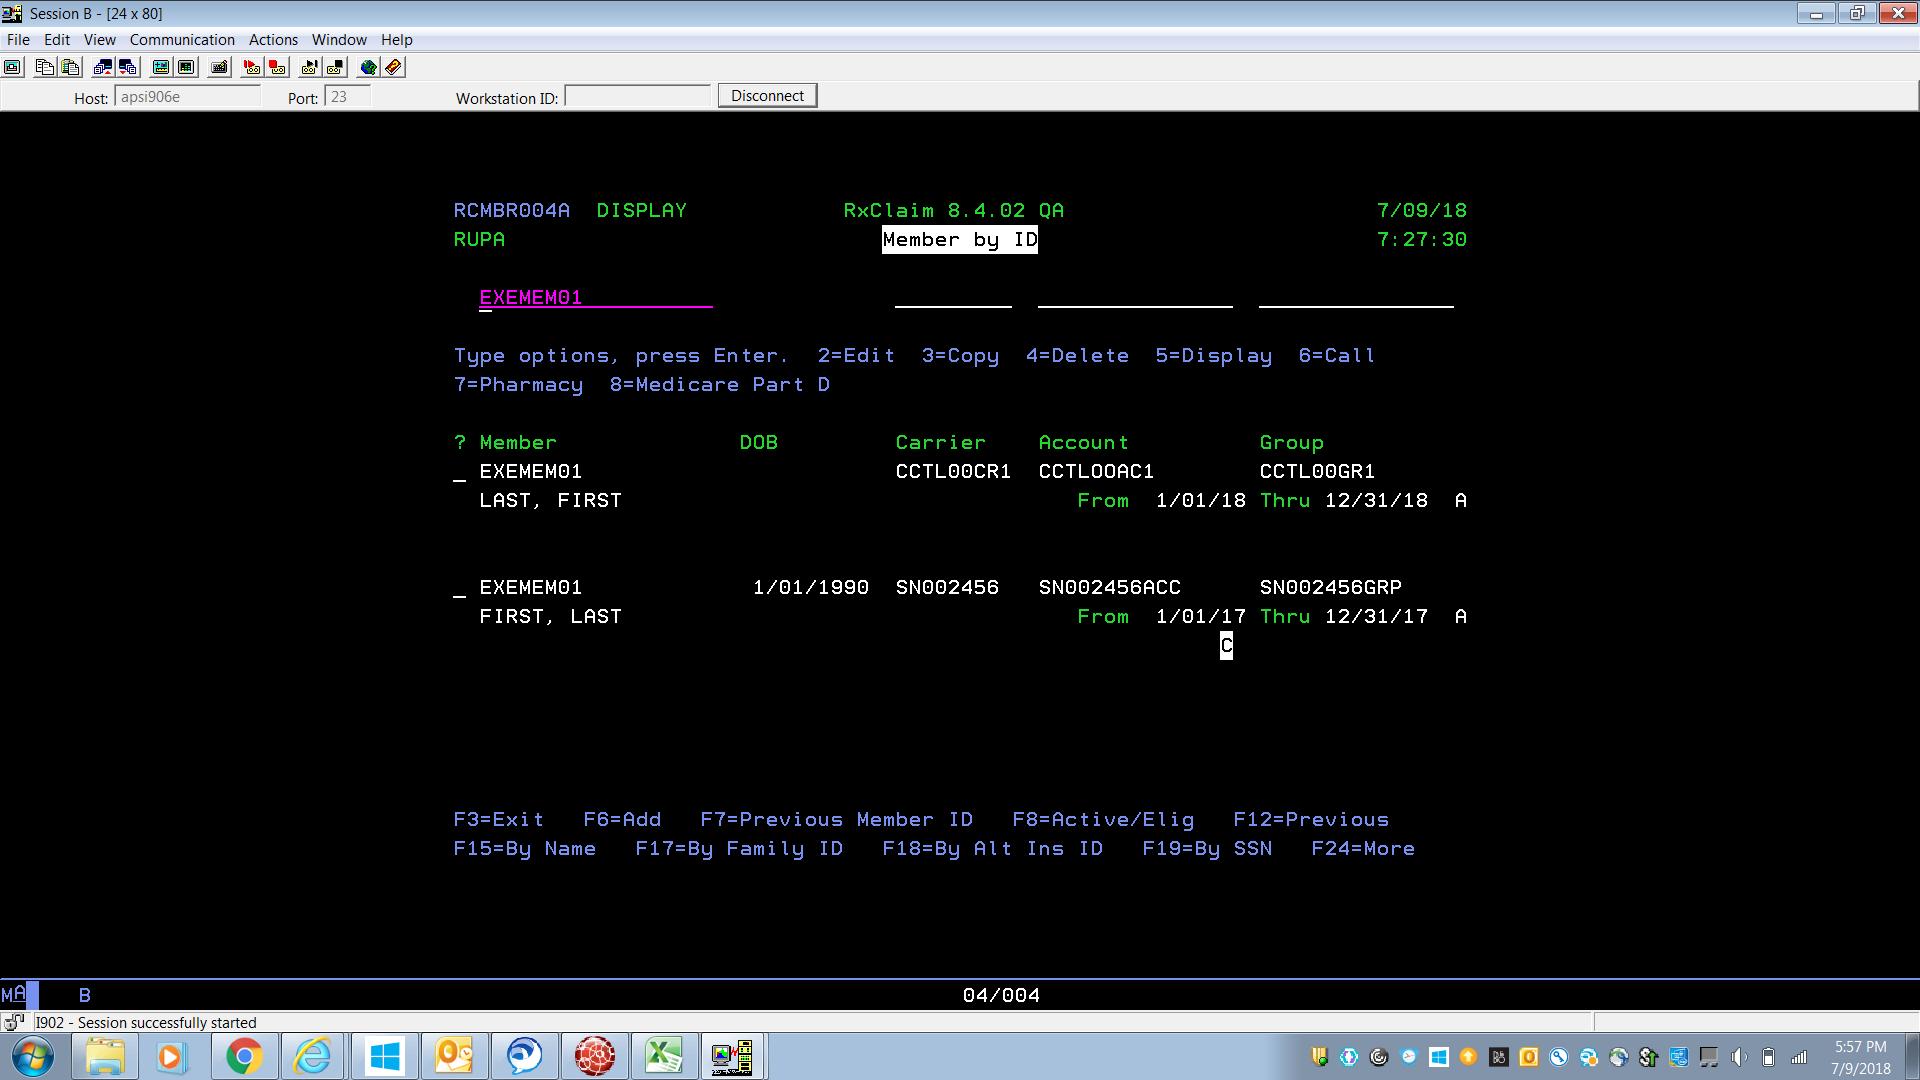 Session B - [24 x 80]
File Edit View Communication Actions Window Help
Host: apsi906e Port: 23 Workstation ID: Disconnect
RCMBR004A DISPLAY RxClaim 8.4.02 QA 7/09/18
RUPA Member by ID 7:27:30
EXEMEM01
Type options, press Enter. 2=Edit 3=Copy 4=Delete 5=Display 6=Call
7=Pharmacy 8=Medicare Part D
? Member DOB Carrier Account Group
_ EXEMEM01 CCTL00CR1 CCTLOOAC1 CCTL00GR1
LAST, FIRST From 1/01/18 Thru 12/31/18 A
_ EXEMEM01 1/01/1990 SN002456 SN002456ACC SN002456GRP
FIRST, LAST From 1/01/17 Thru 12/31/17 A
C
F3=Exit F6=Add F7=Previous Member ID F8=Active/Elig F12=Previous
F15=By Name F17=By Family ID F18=By Alt Ins ID F19=By SSN F24=More
MA B 04/004
I902 - Session successfully started
5:57 PM
7/9/2018